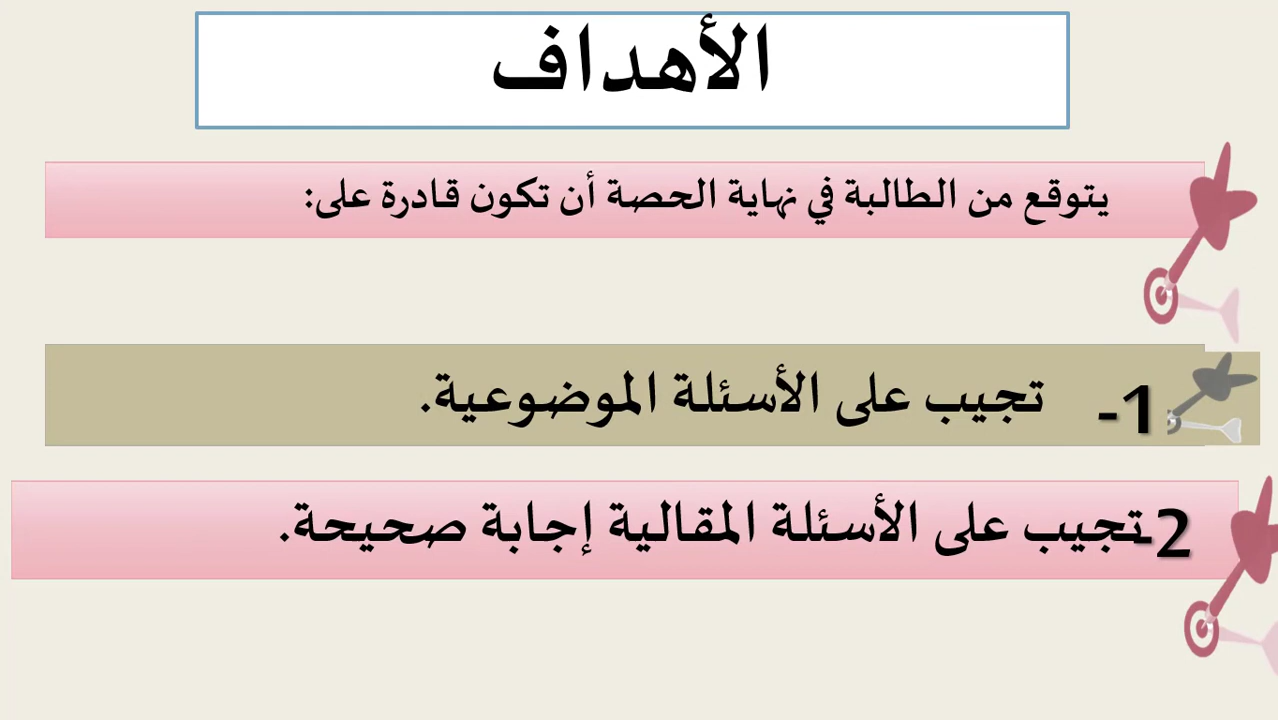 الأهداف
يتوقع من الطالبة في نهاية الحصة أن تكون قادرة على:
1- تجيب على الأسئلة الموضوعية.
2- تجيب على الأسئلة المقالية إجابة صحيحة.